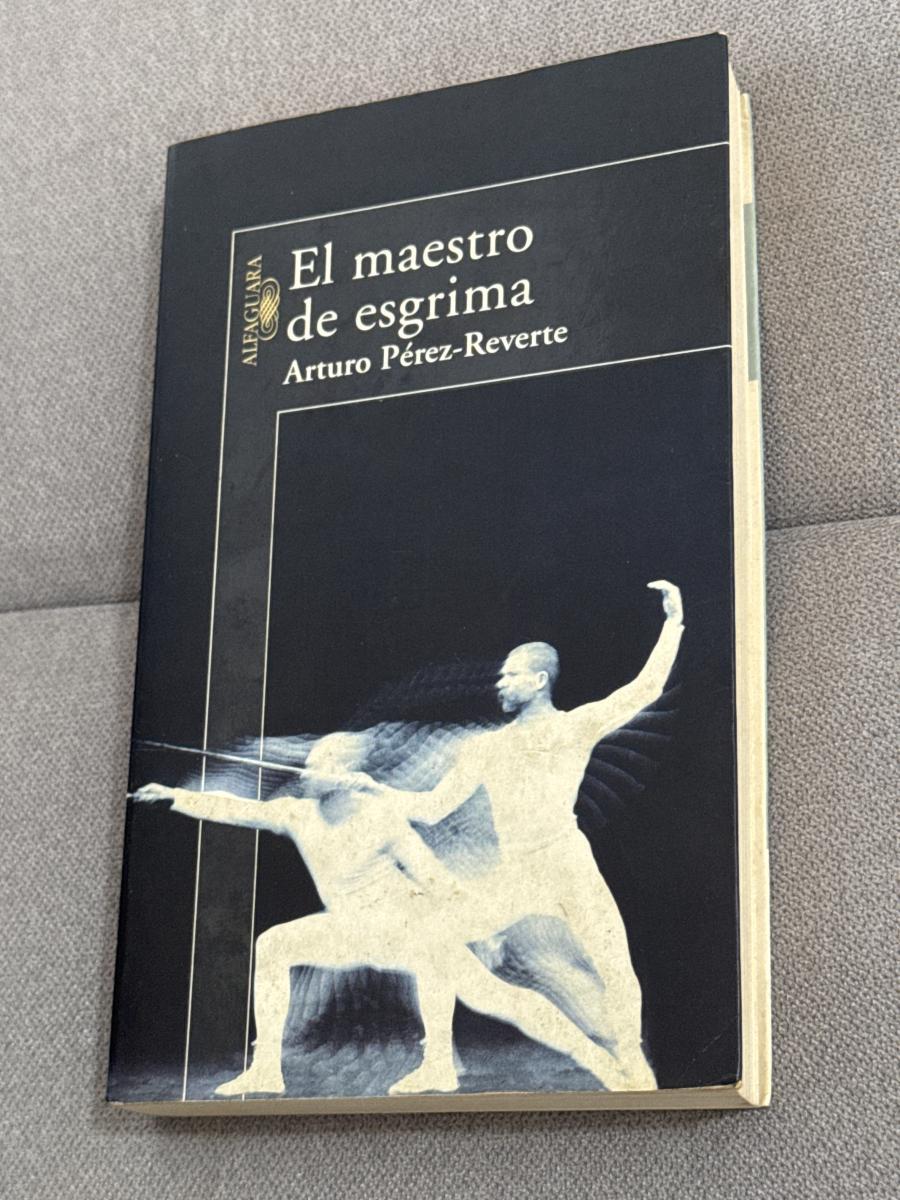 ALFAGUARA
El maestro
de esgrima
Arturo Pérez-Reverte